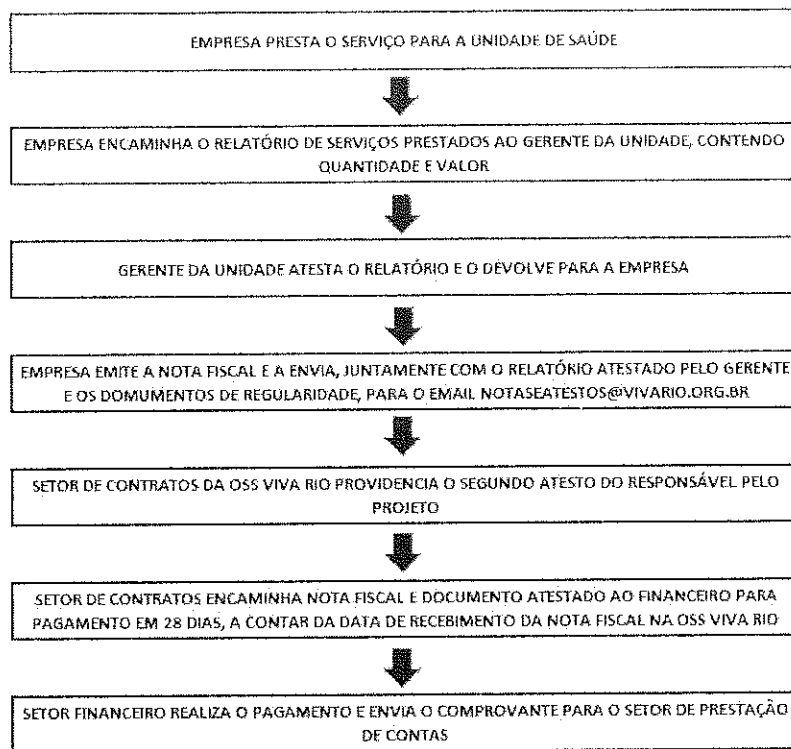 EMPRESA PRESTA O SERVIÇO PARA A UNIDADE DE SAÚDE
EMPRESA ENCAMINHA O RELATÓRIO DE SERVIÇOS PRESTADOS AO GERENTE DA UNIDADE, CONTENDO
QUANTIDADE E VALOR
GERENTE DA UNIDADE ATESTA O RELATÓRIO E O DEVOLVE PARA A EMPRESA
EMPRESA EMITE A NOTA FISCAL E A ENVIA, JUNTAMENTE COM O RELATÓRIO ATESTADO PELO GERENTE
E OS DOMUMENTOS DE REGULARIDADE, PARA O EMAIL NOTASEATESTOS@VIVARIO.ORG.BR
SETOR DE CONTRATOS DA OSS VIVA RIO PROVIDENCIA O SEGUNDO ATESTO DO RESPONSÁVEL PELO
PROJETO
SETOR DE CONTRATOS ENCAMINHA NOTA FISCAL E DOCUMENTO ATESTADO AO FINANCEIRO PARA
PAGAMENTO EM 28 DIAS, A CONTAR DA DATA DE RECEBIMENTO DA NOTA FISCAL NA OSS VIVA RIO
SETOR FINANCEIRO REALIZA O PAGAMENTO E ENVIA O COMPROVANTE PARA O SETOR DE PRESTAÇÃO
DE CONTAS